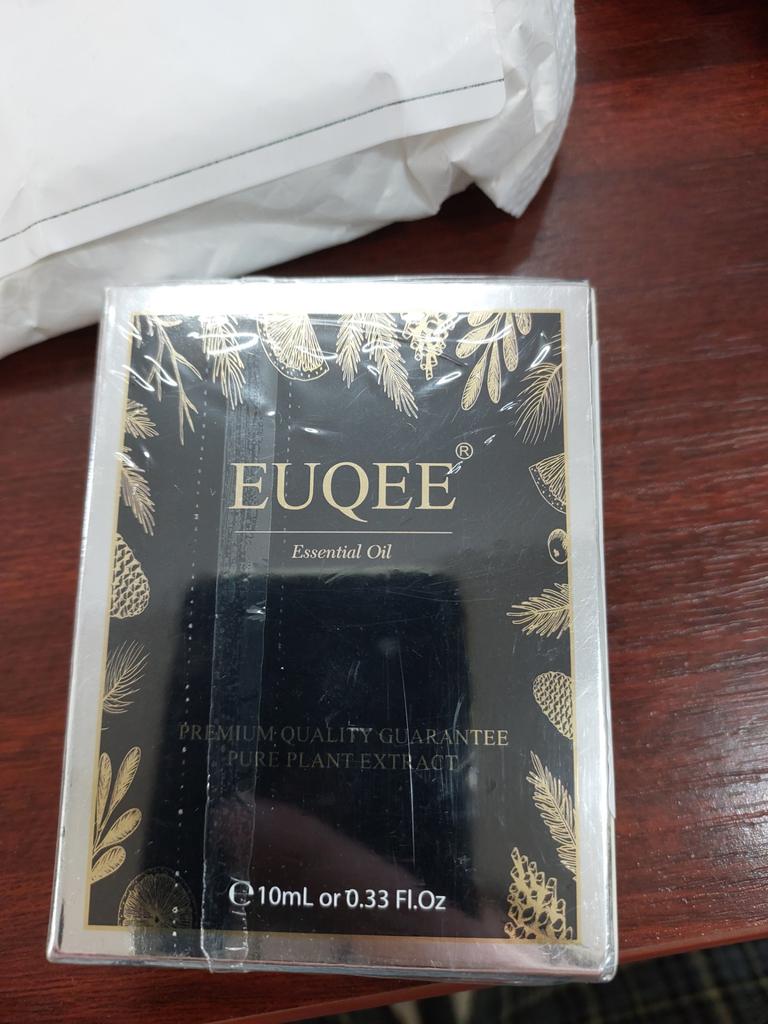 EUQEE®
Essential Oil
PREMIUM QUALITY GUARANTEE
PURE PLANT EXTRACT
℮10mL or 0.33 Fl.Oz